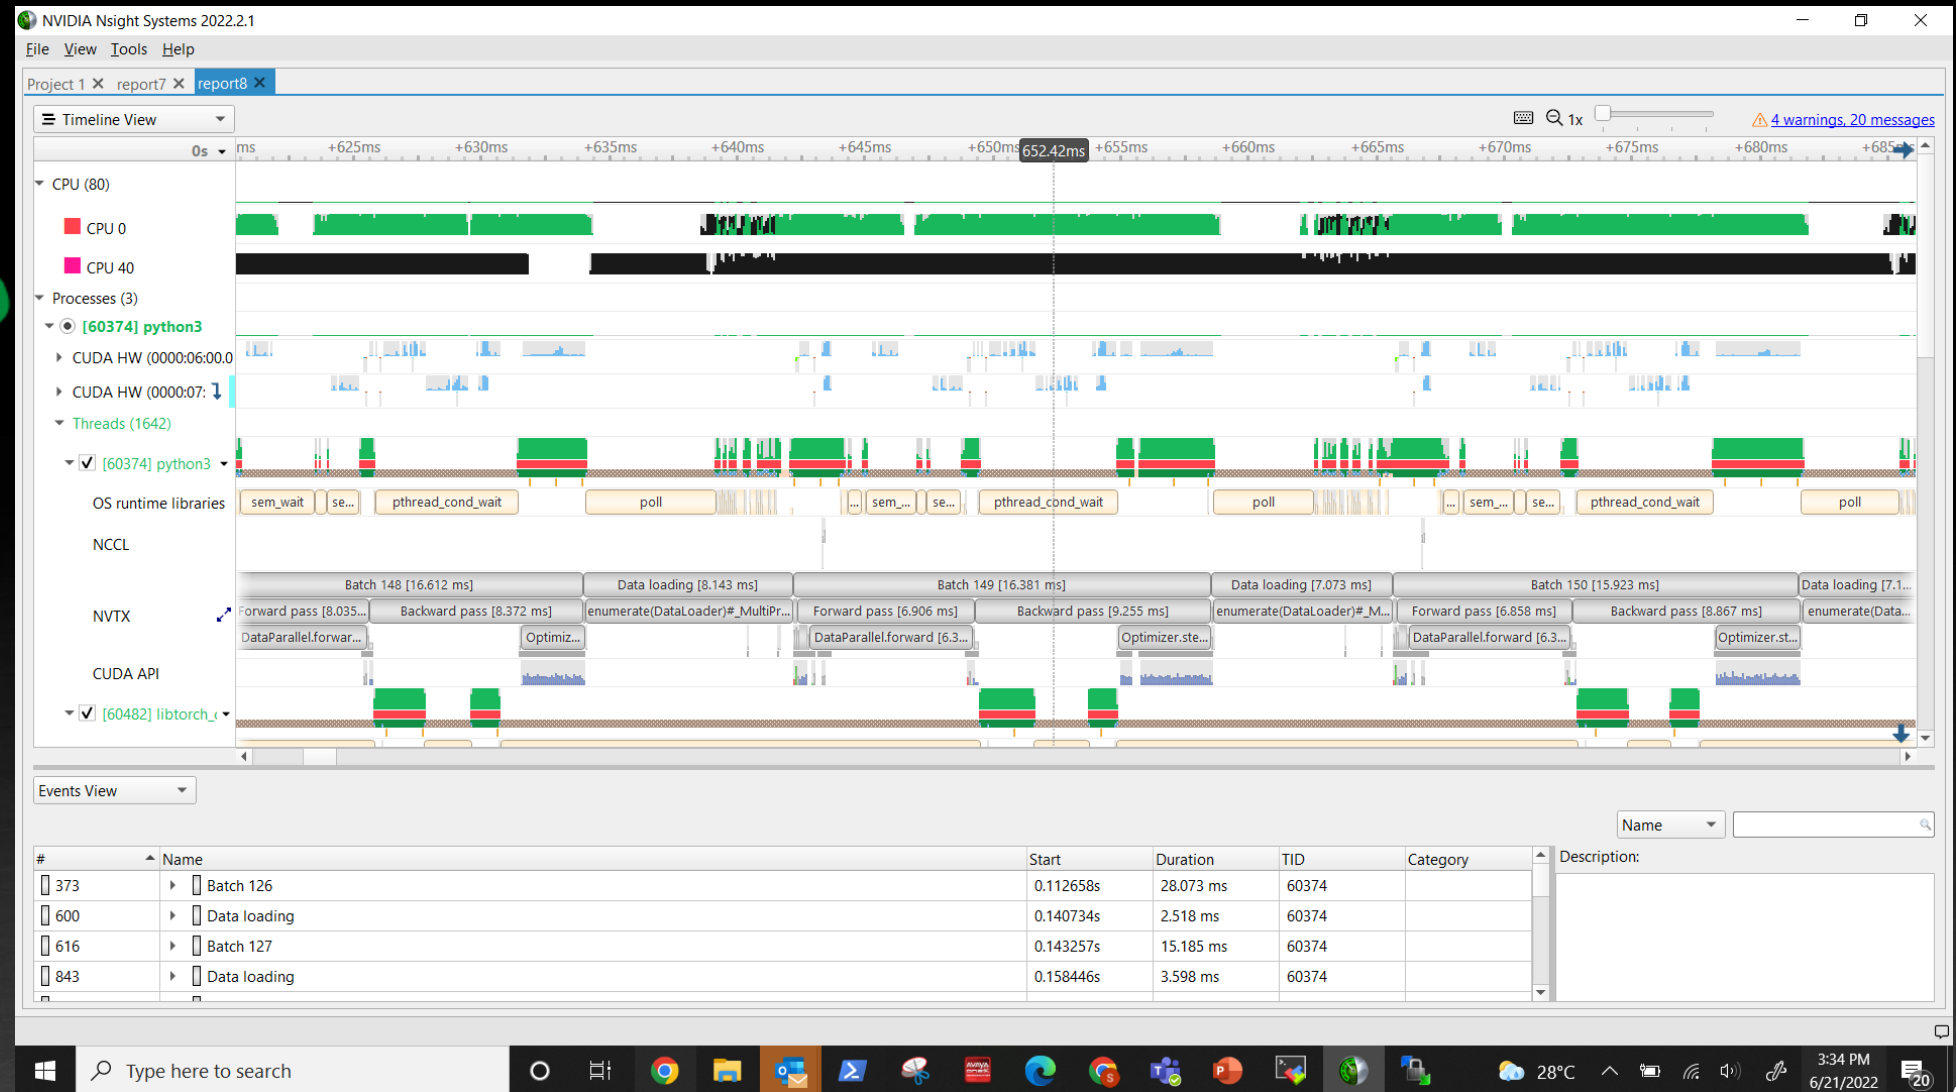 NVIDIA Nsight Systems 2022.2.1
File View Tools Help
Project 1 report7 report8
Timeline View 1x 4 warnings, 20 messages
0s ms +625ms +630ms +635ms +640ms +645ms +650ms 652.42ms +655ms +660ms +665ms +670ms +675ms +680ms +685ms
CPU (80)
CPU 0
CPU 40
Processes (3)
[60374] python3
CUDA HW (0000:06:00.0
CUDA HW (0000:07:
Threads (1642)
[60374] python3
OS runtime libraries sem_wait se... pthread_cond_wait poll ... sem_... se... pthread_cond_wait poll ... sem_... se... pthread_cond_wait poll
NCCL
Batch 148 [16.612 ms] Data loading [8.143 ms] Batch 149 [16.381 ms] Data loading [7.073 ms] Batch 150 [15.923 ms] Data loading [7.1...
NVTX Forward pass [8.035... Backward pass [8.372 ms] enumerate(DataLoader)#_MultiPr... Forward pass [6.906 ms] Backward pass [9.255 ms] enumerate(DataLoader)#_M... Forward pass [6.858 ms] Backward pass [8.867 ms] enumerate(Data...
DataParallel.forwar... Optimiz... DataParallel.forward [6.3... Optimizer.ste... DataParallel.forward [6.3... Optimizer.st...
CUDA API
[60482] libtorch_c
Events View
Name
# Name Start Duration TID Category Description:
373 Batch 126 0.112658s 28.073 ms 60374
600 Data loading 0.140734s 2.518 ms 60374
616 Batch 127 0.143257s 15.185 ms 60374
843 Data loading 0.158446s 3.598 ms 60374
Type here to search AVAYA 28°C 3:34 PM
6/21/2022 20